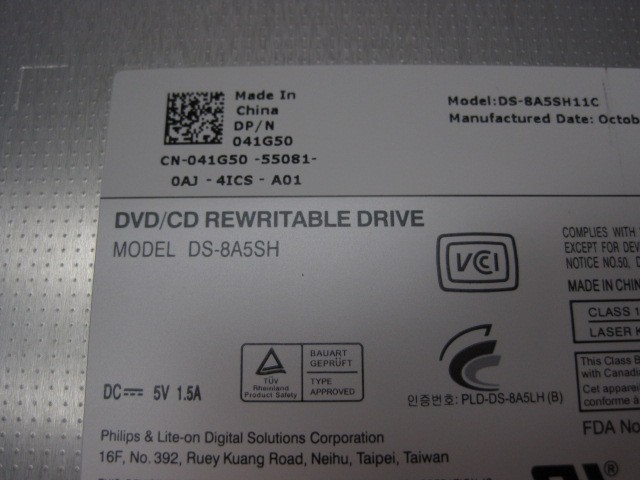 Made In
China
DP/N
041G50
CN-041G50 -55081-
0AJ - 4ICS - A01
Model:DS-8A5SH11C
Manufactured Date: Octob
DVD/CD REWRITABLE DRIVE
MODEL DS-8A5SH
VCCI
COMPLIES WITH
EXCEPT FOR DEV
NOTICE NO.50, D
MADE IN CHIN
CLASS 1
LASER K
TÜV
Rheinland
Product Safety
BAUART
GEPRÜFT
TYPE
APPROVED
This Class B
with Canadia
Cet appareil
conforme à
DC 5V 1.5A
인증번호: PLD-DS-8A5LH (B)
FDA No
Philips & Lite-on Digital Solutions Corporation
16F, No. 392, Ruey Kuang Road, Neihu, Taipei, Taiwan